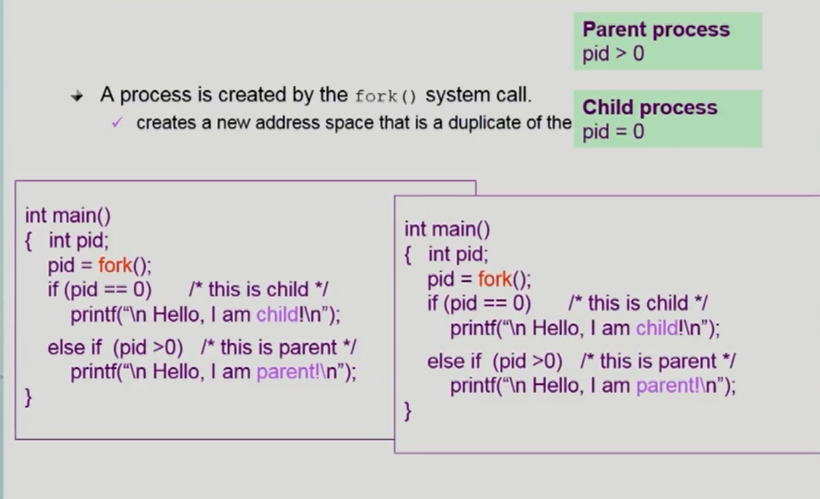 Parent process
pid > 0
➔ A process is created by the fork() system call.
✓ creates a new address space that is a duplicate of the
Child process
pid = 0
int main()
{ int pid;
pid = fork();
if (pid == 0) /* this is child */
printf(“\n Hello, I am child!\n”);
else if (pid >0) /* this is parent */
printf(“\n Hello, I am parent!\n”);
}
int main()
{ int pid;
pid = fork();
if (pid == 0) /* this is child */
printf(“\n Hello, I am child!\n”);
else if (pid >0) /* this is parent */
printf(“\n Hello, I am parent!\n”);
}